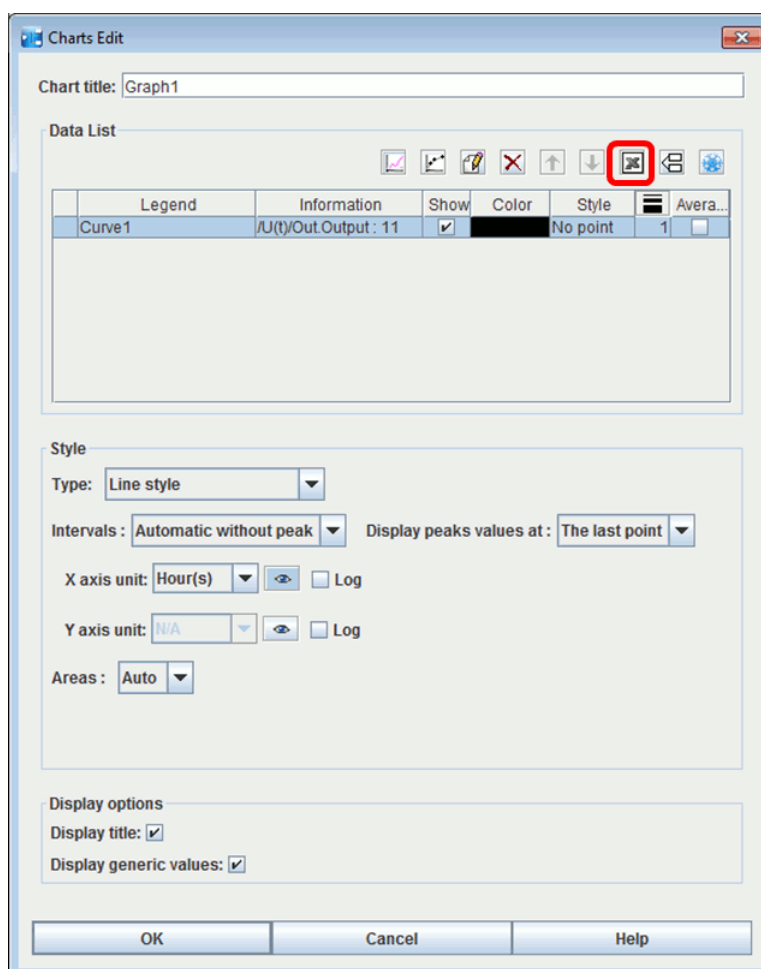 Charts Edit
Chart title: Graph1
Data List
Legend Information Show Color Style Avera...
Curve1 /U(t)/Out.Output : 11 No point 1
Style
Type: Line style
Intervals : Automatic without peak Display peaks values at : The last point
X axis unit: Hour(s) Log
Y axis unit: N/A Log
Areas : Auto
Display options
Display title:
Display generic values:
OK Cancel Help